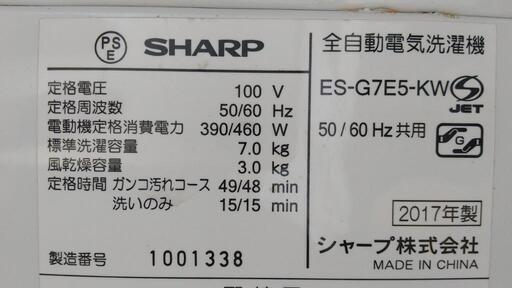 PS
E
SHARP
全自動電気洗濯機
定格電圧 100 V
ES-G7E5-KW
定格周波数 50/60 Hz
JET
電動機定格消費電力 390/460 W
50/60 Hz 共用
標準洗濯容量 7.0 kg
G
風乾燥容量 3.0 kg
定格時間 ガンコ汚れコース 49/48 min
洗いのみ 15/15 min
2017年製
シャープ株式会社
製造番号 1001338
MADE IN CHINA